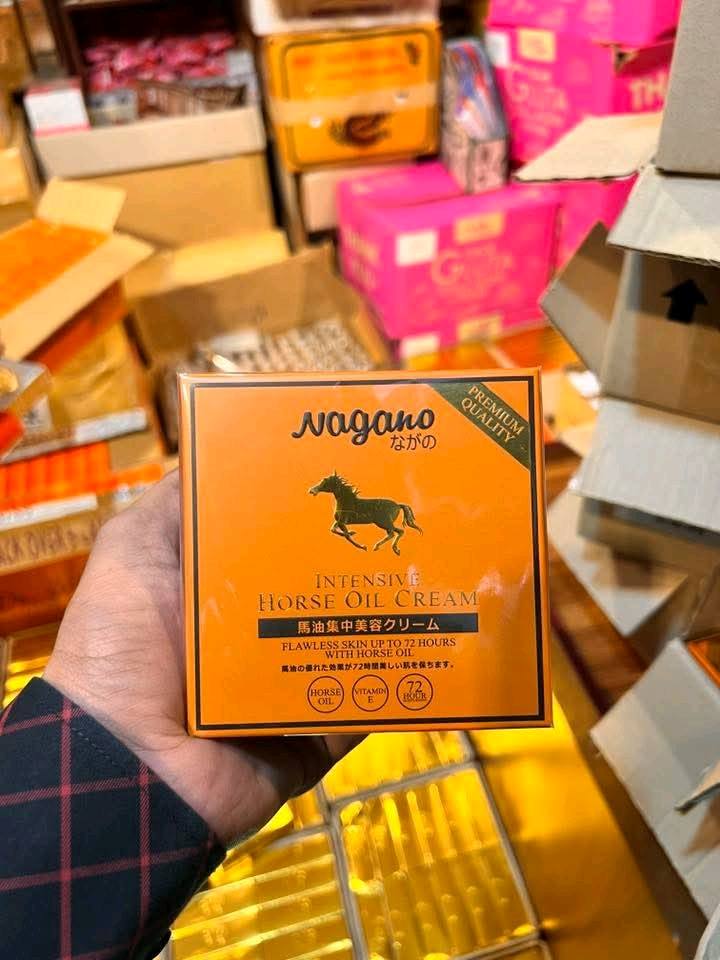 Nagano
ながの
PREMIUM
QUALITY
INTENSIVE
HORSE OIL CREAM
馬油集中美容クリーム
FLAWLESS SKIN UP TO 72 HOURS
WITH HORSE OIL
馬油の優れた効果が72時間美しい肌を保ちます。
HORSE
OIL
VITAMIN
E
72
HOUR